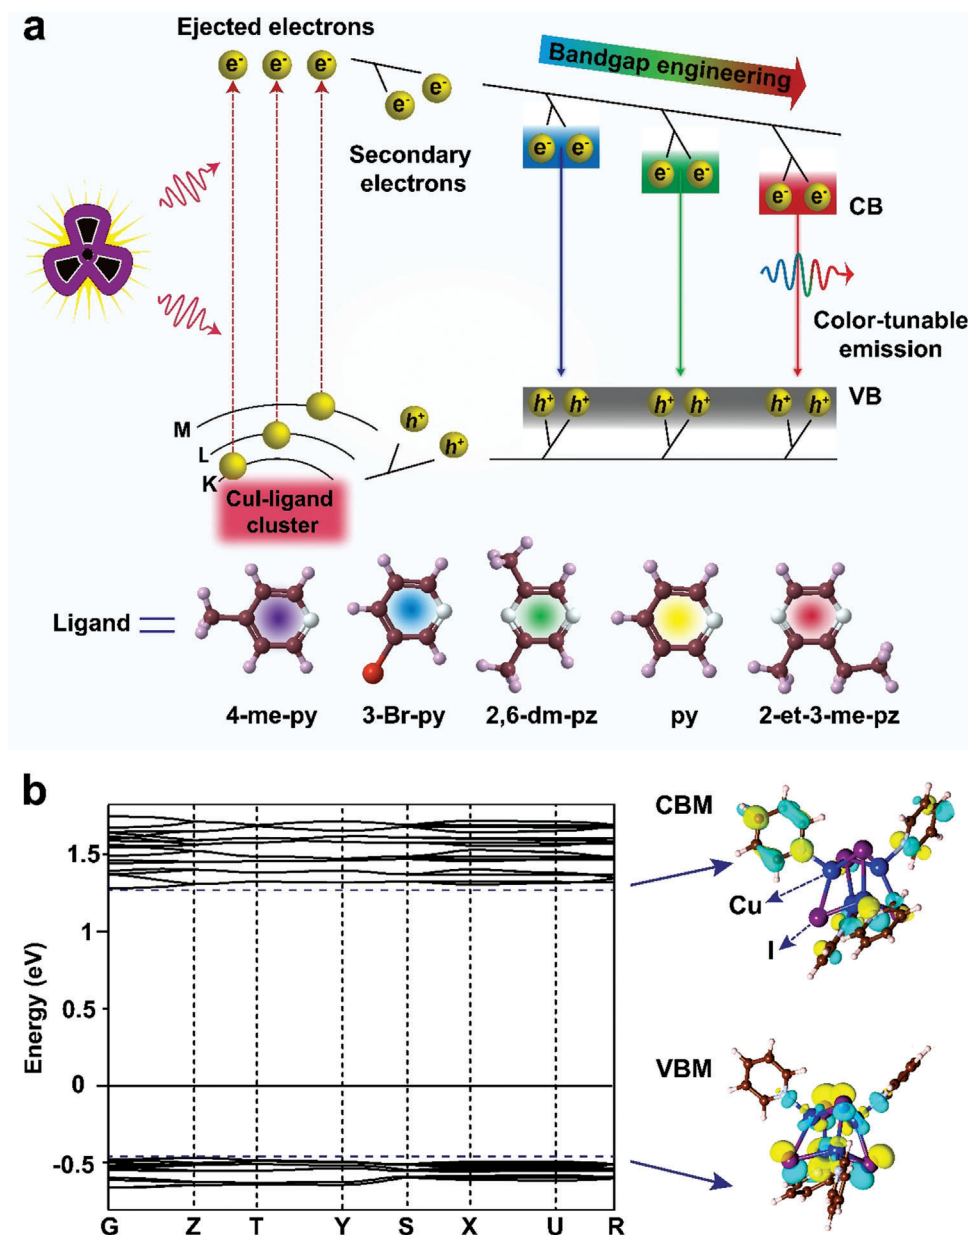 a
Ejected electrons
e⁻ e⁻ e⁻
e⁻ e⁻
Secondary
electrons
Bandgap engineering
e⁻ e⁻
e⁻ e⁻
e⁻ e⁻
CB
Color-tunable
emission
VB
h⁺ h⁺ h⁺ h⁺ h⁺ h⁺
h⁺
h⁺
M
L
K
CuI-ligand
cluster
Ligand
4-me-py 3-Br-py 2,6-dm-pz py 2-et-3-me-pz
b
Energy (eV)
1.5
1
0.5
0
-0.5
G Z T Y S X U R
CBM
Cu
I
VBM